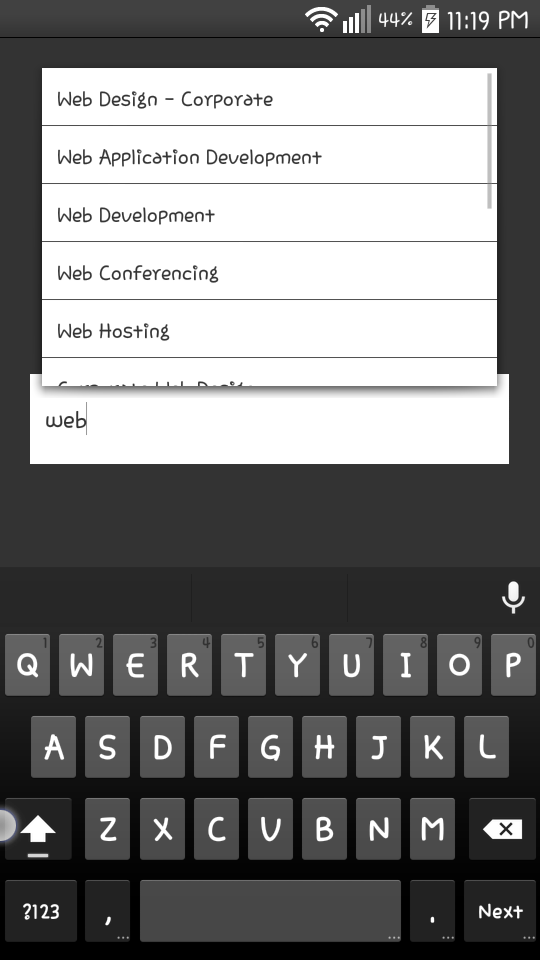 44% 11:19 PM
Web Design - Corporate
Web Application Development
Web Development
Web Conferencing
Web Hosting
Web
web
1 2 3 4 5 6 7 8 9 0
Q W E R T Y U I O P
A S D F G H J K L
Z X C V B N M
?123 , . Next
... ... ... ...